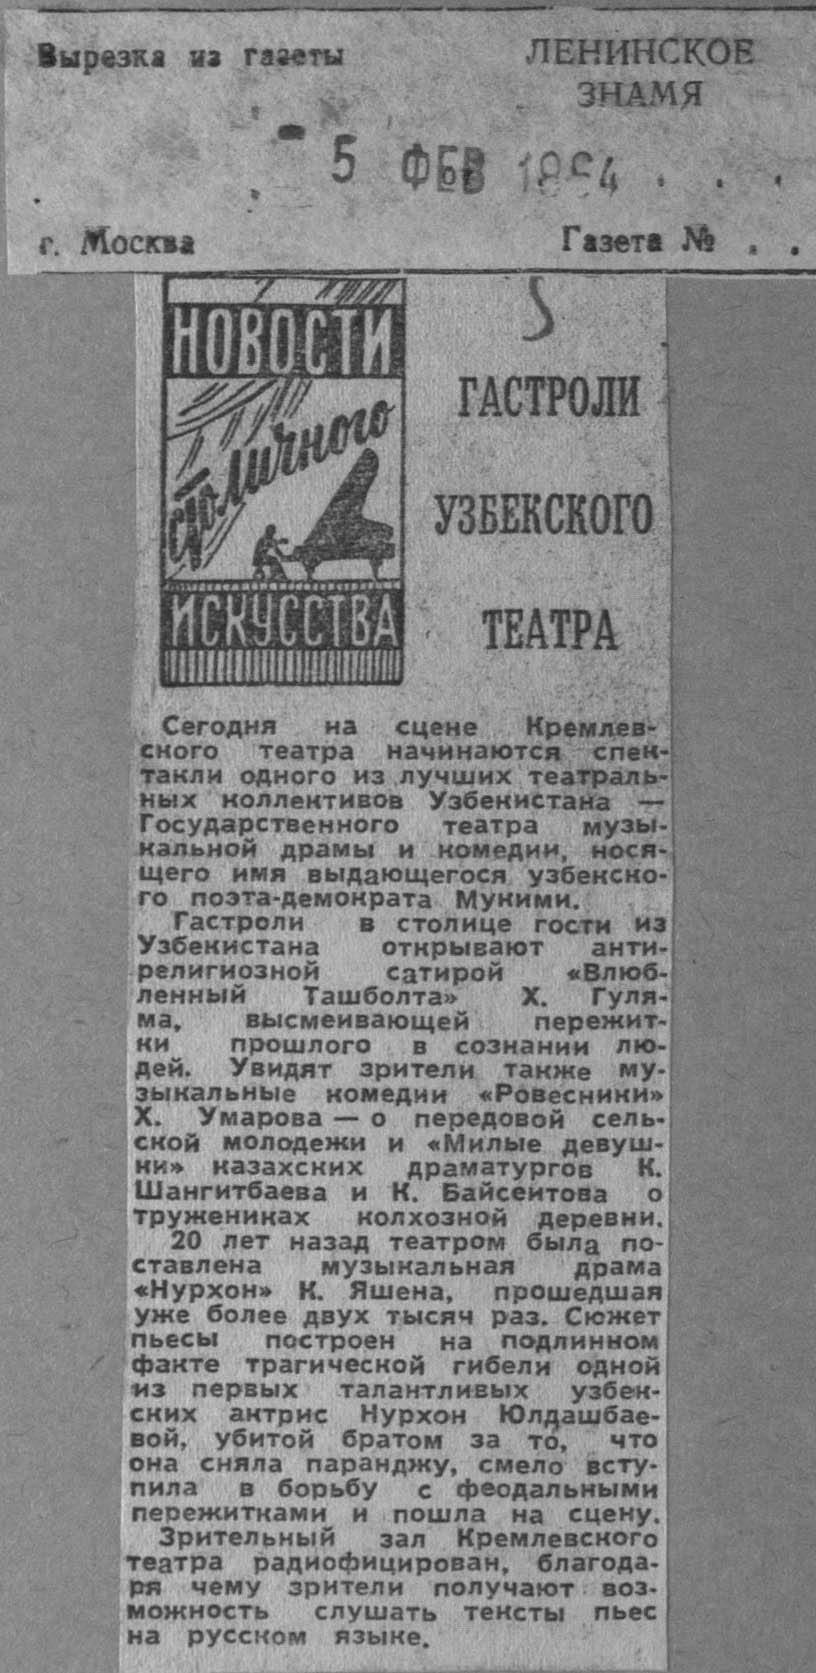 Вырезка из газеты
ЛЕНИНСКОЕ
ЗНАМЯ
- 5 ФЕВ 1964 . . .
г. Москва
Газета № . .
НОВОСТИ
столичного
ИСКУССТВА
5
ГАСТРОЛИ
УЗБЕКСКОГО
ТЕАТРА
Сегодня на сцене Кремлев-
ского театра начинаются спек-
такли одного из лучших театраль-
ных коллективов Узбекистана —
Государственного театра музы-
кальной драмы и комедии, нося-
щего имя выдающегося узбекско-
го поэта-демократа Мукими.
Гастроли в столице гости из
Узбекистана открывают анти-
религиозной сатирой «Влюб-
ленный Ташболта» Х. Гуля-
ма, высмеивающей пережит-
ки прошлого в сознании лю-
дей. Увидят зрители также му-
зыкальные комедии «Ровесники»
Х. Умарова — о передовой сель-
ской молодежи и «Милые девуш-
ки» казахских драматургов К.
Шангитбаева и К. Байсеитова о
тружениках колхозной деревни.
20 лет назад театром была по-
ставлена музыкальная драма
«Нурхон» К. Яшена, прошедшая
уже более двух тысяч раз. Сюжет
пьесы построен на подлинном
факте трагической гибели одной
из первых талантливых узбек-
ских актрис Нурхон Юлдашбае-
вой, убитой братом за то, что
она сняла паранджу, смело всту-
пила в борьбу с феодальными
пережитками и пошла на сцену.
Зрительный зал Кремлевского
театра радиофицирован, благода-
ря чему зрители получают воз-
можность слушать тексты пьес
на русском языке.